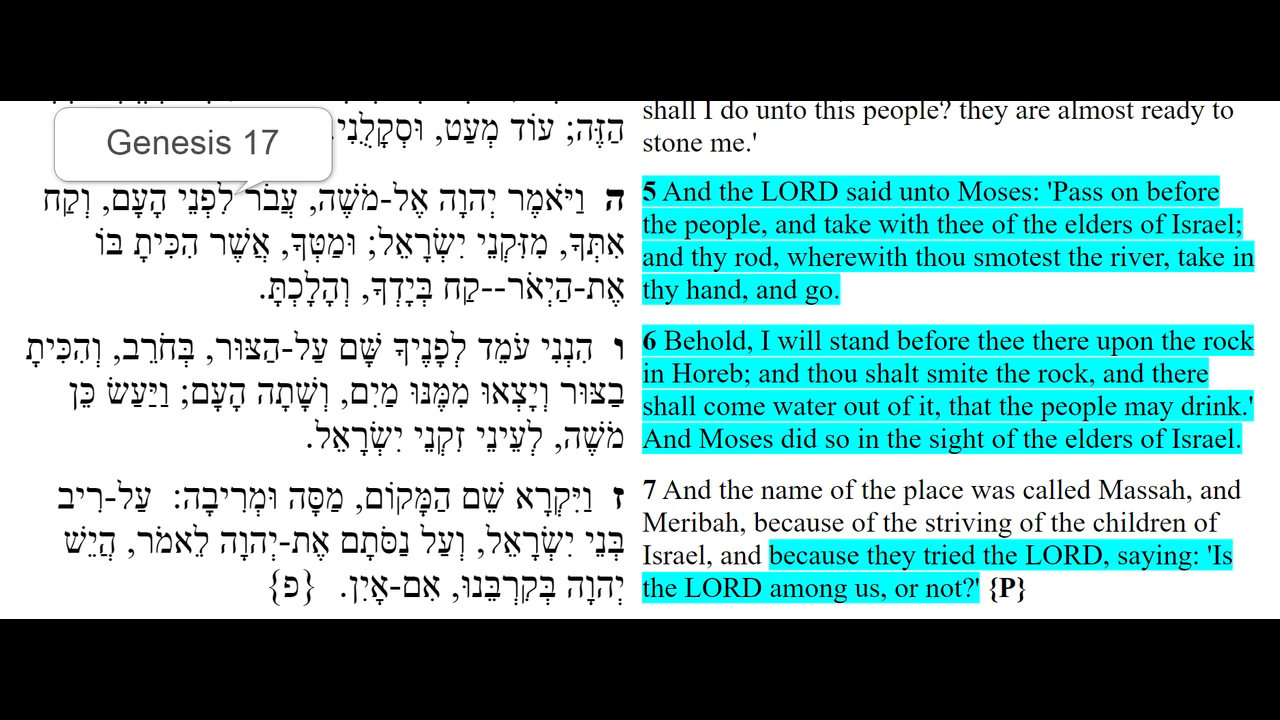 Genesis 17
הַזֶּה; עוֹד מְעַט, וּסְקָלֻנִי.
ה וַיֹּאמֶר יְהוָה אֶל-מֹשֶׁה, עֲבֹר לִפְנֵי הָעָם, וְקַח
אִתְּךָ, מִזִּקְנֵי יִשְׂרָאֵל; וּמַטְּךָ, אֲשֶׁר הִכִּיתָ בּוֹ
אֶת-הַיְאֹר--קַח בְּיָדְךָ, וְהָלָכְתָּ.
ו הִנְנִי עֹמֵד לְפָנֶיךָ שָּׁם עַל-הַצּוּר, בְּחֹרֵב, וְהִכִּיתָ
בַצּוּר וְיָצְאוּ מִמֶּנּוּ מַיִם, וְשָׁתָה הָעָם; וַיַּעַשׂ כֵּן
מֹשֶׁה, לְעֵינֵי זִקְנֵי יִשְׂרָאֵל.
ז וַיִּקְרָא שֵׁם הַמָּקוֹם, מַסָּה וּמְרִיבָה: עַל-רִיב
בְּנֵי יִשְׂרָאֵל, וְעַל נַסֹּתָם אֶת-יְהוָה לֵאמֹר, הֲיֵשׁ
יְהוָה בְּקִרְבֵּנוּ, אִם-אָיִן. {פ}
shall I do unto this people? they are almost ready to
stone me.'
5 And the LORD said unto Moses: 'Pass on before
the people, and take with thee of the elders of Israel;
and thy rod, wherewith thou smotest the river, take in
thy hand, and go.
6 Behold, I will stand before thee there upon the rock
in Horeb; and thou shalt smite the rock, and there
shall come water out of it, that the people may drink.'
And Moses did so in the sight of the elders of Israel.
7 And the name of the place was called Massah, and
Meribah, because of the striving of the children of
Israel, and because they tried the LORD, saying: 'Is
the LORD among us, or not?' {P}